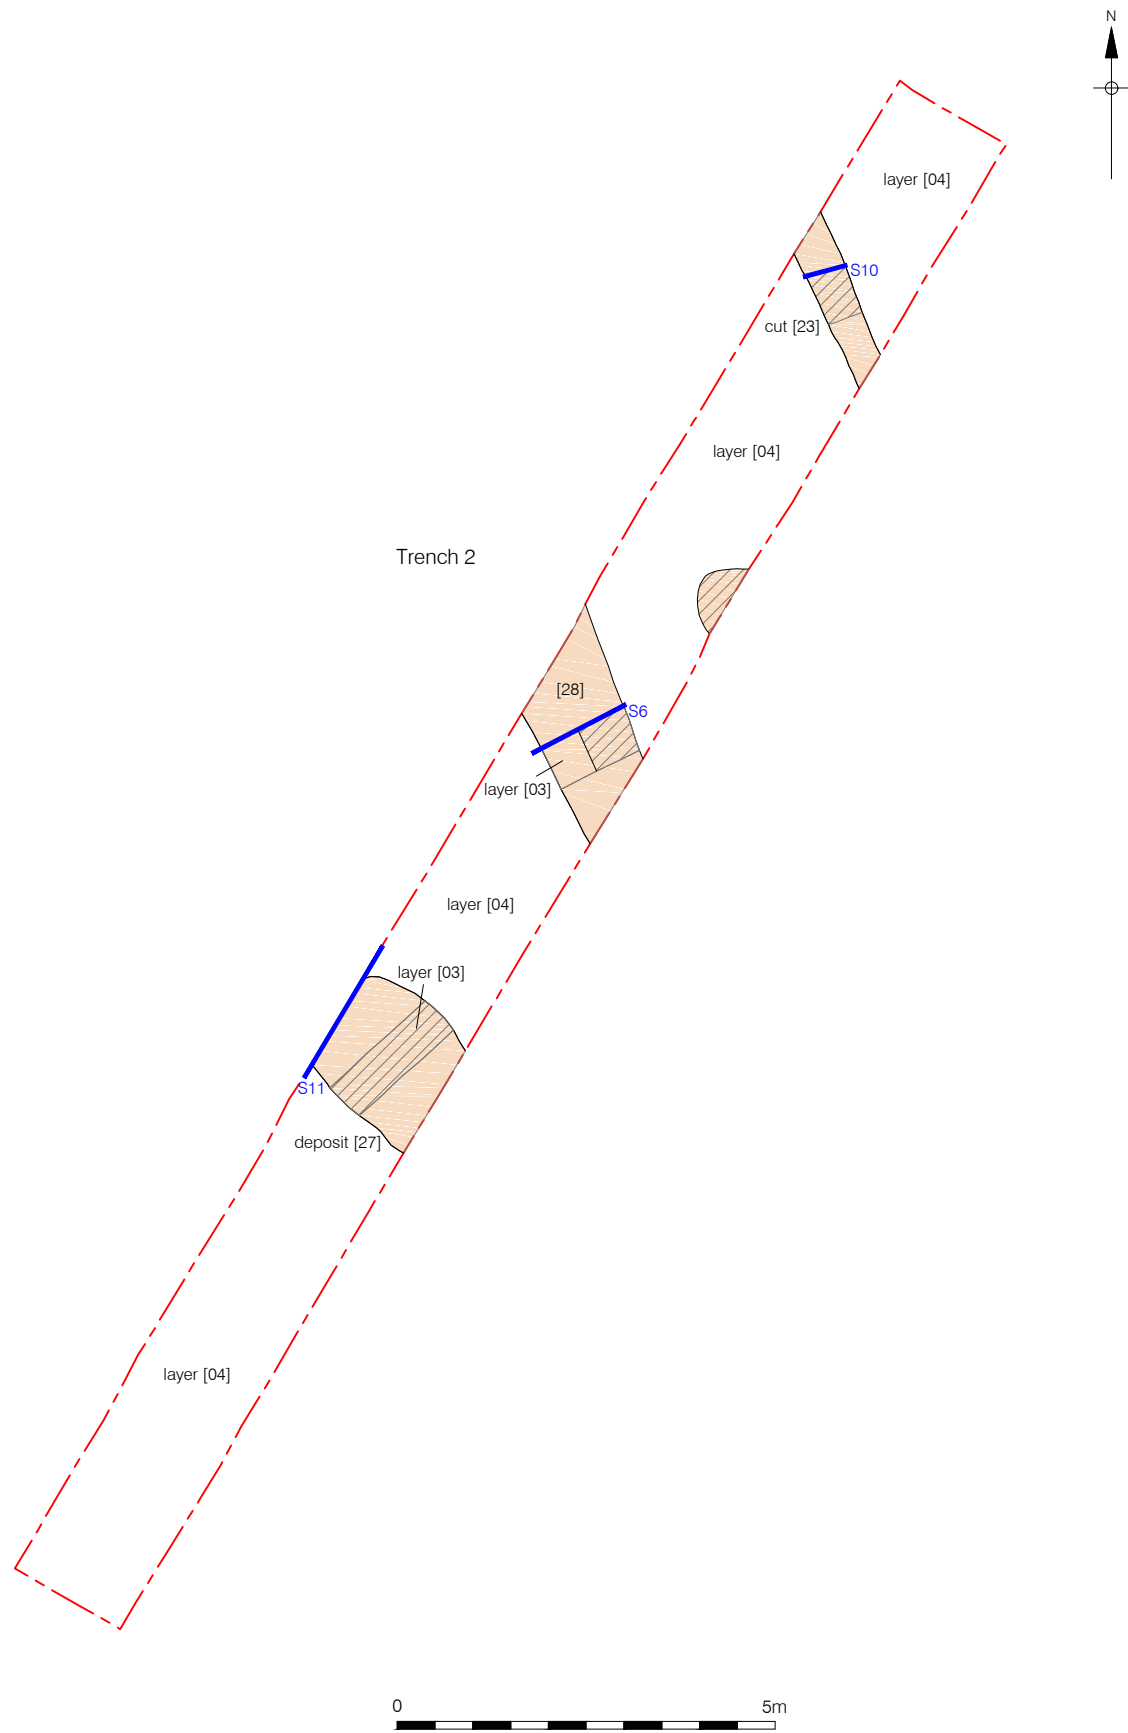 N
layer [04]
S10
cut [23]
layer [04]
Trench 2
[28]
S6
layer [03]
layer [04]
layer [03]
S11
deposit [27]
layer [04]
0 5m